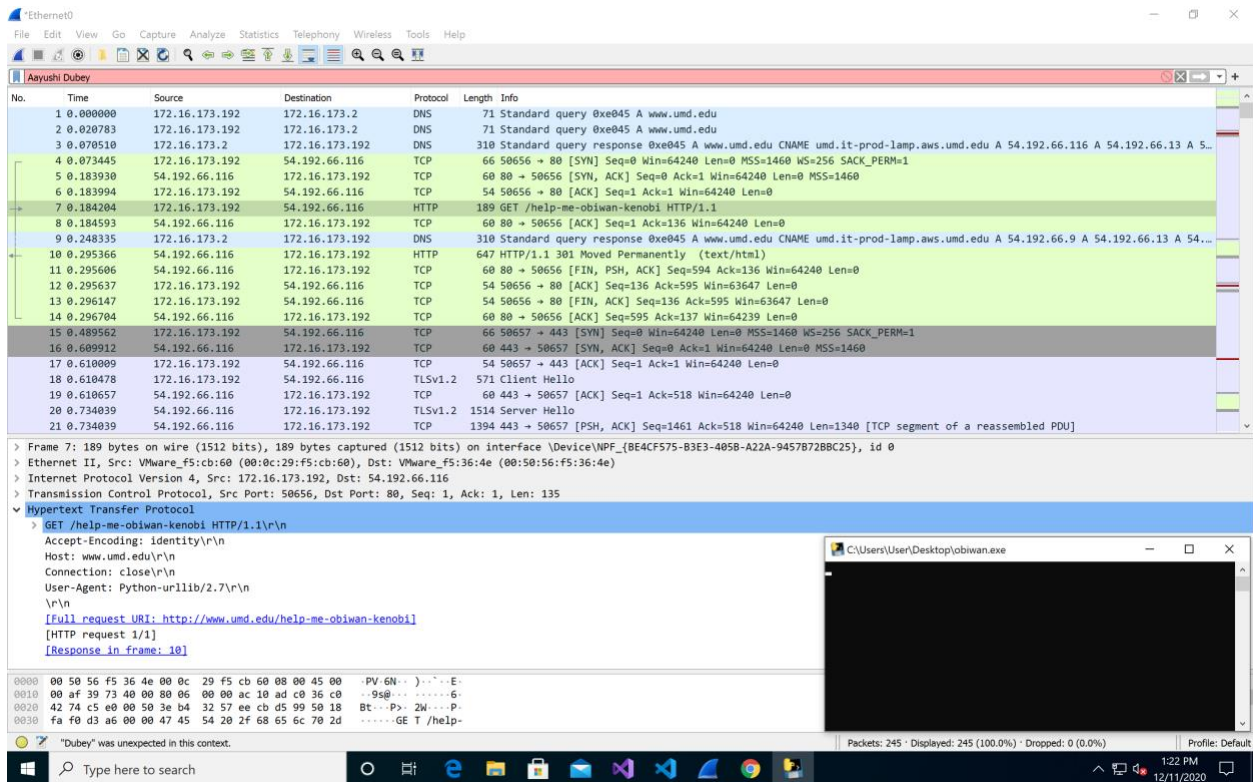 *Ethernet0
File Edit View Go Capture Analyze Statistics Telephony Wireless Tools Help
Aayushi Dubey
No. Time Source Destination Protocol Length Info
1 0.000000 172.16.173.192 172.16.173.2 DNS 71 Standard query 0xe045 A www.umd.edu
2 0.020783 172.16.173.192 172.16.173.2 DNS 71 Standard query 0xe045 A www.umd.edu
3 0.070510 172.16.173.2 172.16.173.192 DNS 310 Standard query response 0xe045 A www.umd.edu CNAME umd.it-prod-lamp.aws.umd.edu A 54.192.66.116 A 54.192.66.13 A 5…
4 0.073445 172.16.173.192 54.192.66.116 TCP 66 50656 → 80 [SYN] Seq=0 Win=64240 Len=0 MSS=1460 WS=256 SACK_PERM=1
5 0.183930 54.192.66.116 172.16.173.192 TCP 60 80 → 50656 [SYN, ACK] Seq=0 Ack=1 Win=64240 Len=0 MSS=1460
6 0.183994 172.16.173.192 54.192.66.116 TCP 54 50656 → 80 [ACK] Seq=1 Ack=1 Win=64240 Len=0
7 0.184204 172.16.173.192 54.192.66.116 HTTP 189 GET /help-me-obiwan-kenobi HTTP/1.1
8 0.184593 54.192.66.116 172.16.173.192 TCP 60 80 → 50656 [ACK] Seq=1 Ack=136 Win=64240 Len=0
9 0.248335 172.16.173.2 172.16.173.192 DNS 310 Standard query response 0xe045 A www.umd.edu CNAME umd.it-prod-lamp.aws.umd.edu A 54.192.66.9 A 54.192.66.13 A 54.…
10 0.295366 54.192.66.116 172.16.173.192 HTTP 647 HTTP/1.1 301 Moved Permanently (text/html)
11 0.295606 54.192.66.116 172.16.173.192 TCP 60 80 → 50656 [FIN, PSH, ACK] Seq=594 Ack=136 Win=64240 Len=0
12 0.295637 172.16.173.192 54.192.66.116 TCP 54 50656 → 80 [ACK] Seq=136 Ack=595 Win=63647 Len=0
13 0.296147 172.16.173.192 54.192.66.116 TCP 54 50656 → 80 [FIN, ACK] Seq=136 Ack=595 Win=63647 Len=0
14 0.296704 54.192.66.116 172.16.173.192 TCP 60 80 → 50656 [ACK] Seq=595 Ack=137 Win=64239 Len=0
15 0.489562 172.16.173.192 54.192.66.116 TCP 66 50657 → 443 [SYN] Seq=0 Win=64240 Len=0 MSS=1460 WS=256 SACK_PERM=1
16 0.609912 54.192.66.116 172.16.173.192 TCP 60 443 → 50657 [SYN, ACK] Seq=0 Ack=1 Win=64240 Len=0 MSS=1460
17 0.610009 172.16.173.192 54.192.66.116 TCP 54 50657 → 443 [ACK] Seq=1 Ack=1 Win=64240 Len=0
18 0.610478 172.16.173.192 54.192.66.116 TLSv1.2 571 Client Hello
19 0.610657 54.192.66.116 172.16.173.192 TCP 60 443 → 50657 [ACK] Seq=1 Ack=518 Win=64240 Len=0
20 0.734039 54.192.66.116 172.16.173.192 TLSv1.2 1514 Server Hello
21 0.734039 54.192.66.116 172.16.173.192 TCP 1394 443 → 50657 [PSH, ACK] Seq=1461 Ack=518 Win=64240 Len=1340 [TCP segment of a reassembled PDU]
> Frame 7: 189 bytes on wire (1512 bits), 189 bytes captured (1512 bits) on interface \Device\NPF_{BE4CF575-B3E3-405B-A22A-9457B72BBC25}, id 0
> Ethernet II, Src: VMware_f5:cb:60 (00:0c:29:f5:cb:60), Dst: VMware_f5:36:4e (00:50:56:f5:36:4e)
> Internet Protocol Version 4, Src: 172.16.173.192, Dst: 54.192.66.116
> Transmission Control Protocol, Src Port: 50656, Dst Port: 80, Seq: 1, Ack: 1, Len: 135
Hypertext Transfer Protocol
> GET /help-me-obiwan-kenobi HTTP/1.1\r\n
Accept-Encoding: identity\r\n
Host: www.umd.edu\r\n
Connection: close\r\n
User-Agent: Python-urllib/2.7\r\n
\r\n
[Full request URI: http://www.umd.edu/help-me-obiwan-kenobi]
[HTTP request 1/1]
[Response in frame: 10]
C:\Users\User\Desktop\obiwan.exe
0000 00 50 56 f5 36 4e 00 0c 29 f5 cb 60 08 00 45 00 ·PV·6N·· )··`··E·
0010 00 af 39 73 40 00 80 06 00 00 ac 10 ad c0 36 c0 ··9s@··· ······6·
0020 42 74 c5 e0 00 50 3e b4 32 57 ee cb d5 99 50 18 Bt···P>· 2W····P·
0030 fa f0 d3 a6 00 00 47 45 54 20 2f 68 65 6c 70 2d ······GE T /help-
"Dubey" was unexpected in this context.
Packets: 245 · Displayed: 245 (100.0%) · Dropped: 0 (0.0%)
Profile: Default
Type here to search
1:22 PM
12/11/2020